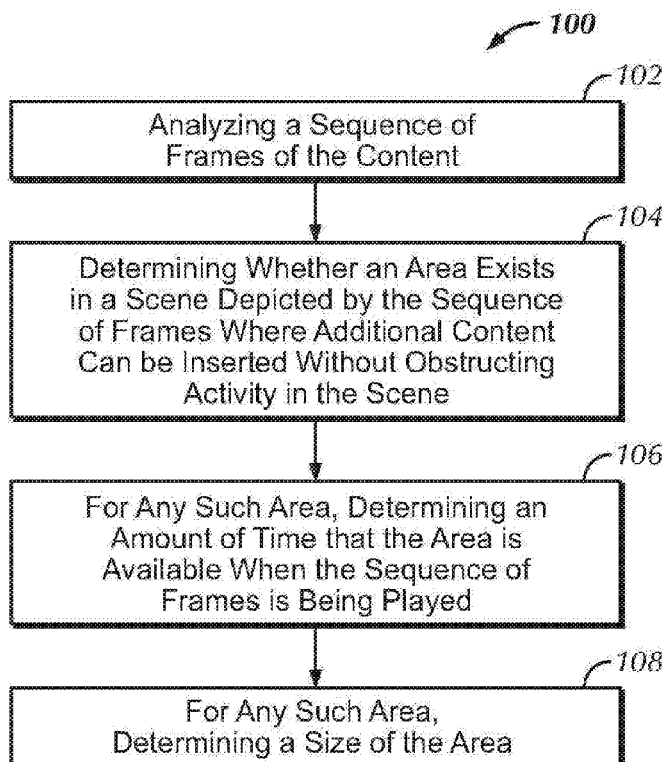 100
102
Analyzing a Sequence of
Frames of the Content
104
Determining Whether an Area Exists
in a Scene Depicted by the Sequence
of Frames Where Additional Content
Can be Inserted Without Obstructing
Activity in the Scene
106
For Any Such Area, Determining an
Amount of Time that the Area is
Available When the Sequence of
Frames is Being Played
108
For Any Such Area,
Determining a Size of the Area